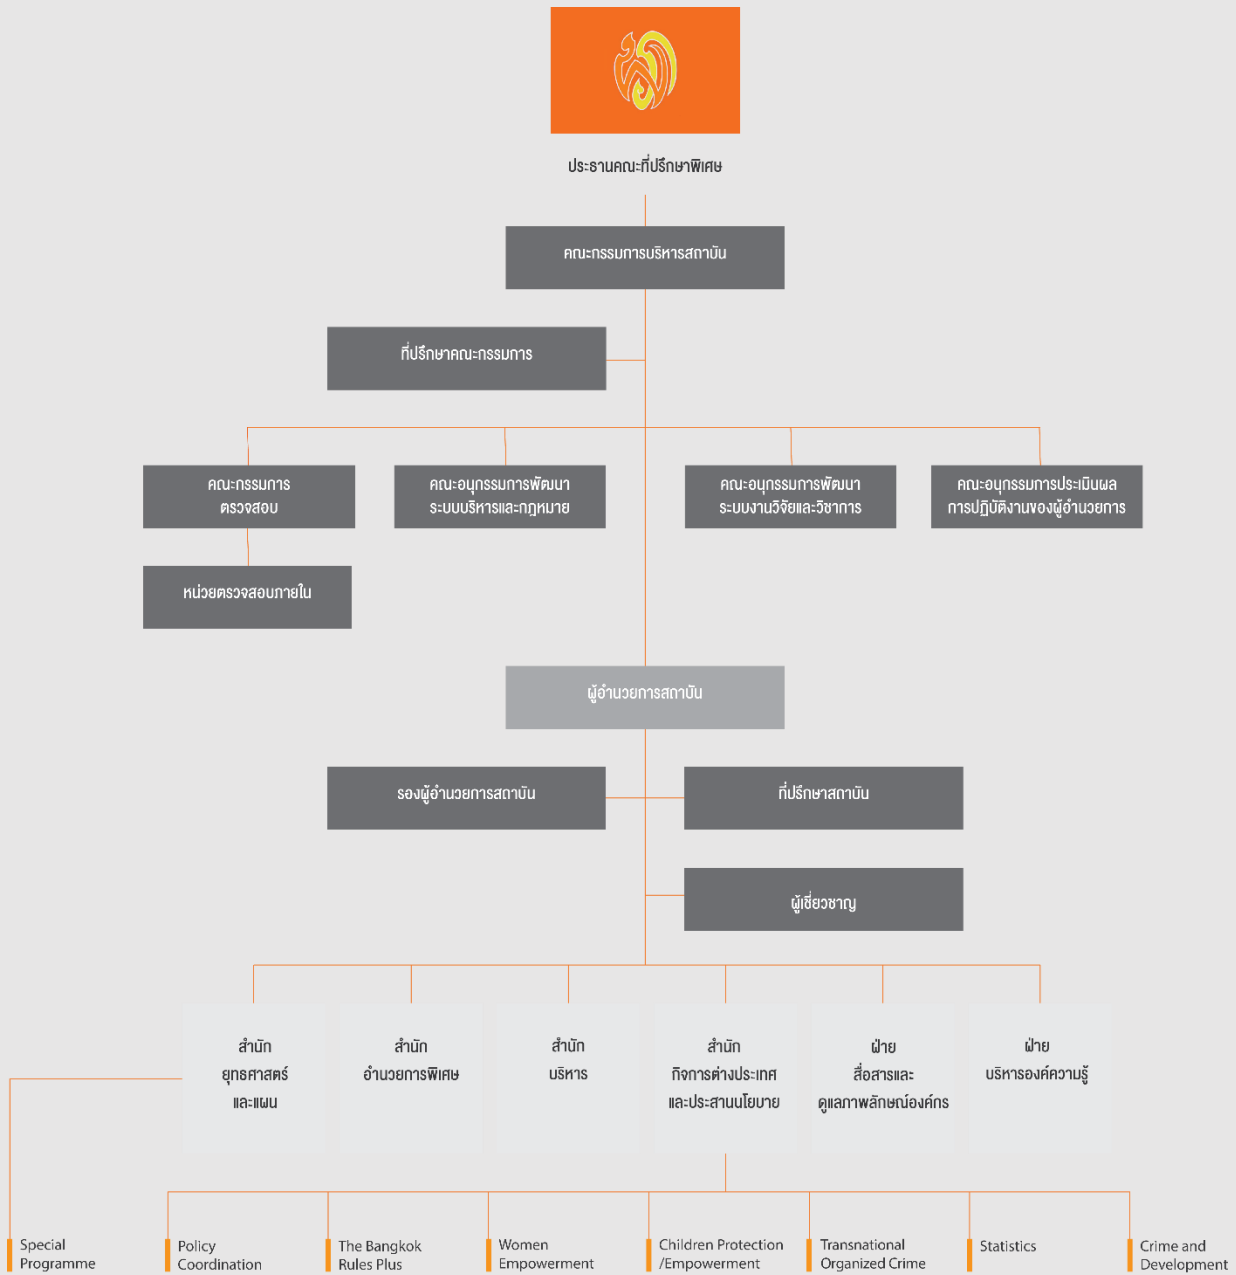 ประธานคณะที่ปรึกษาพิเศษ
คณะกรรมการบริหารสถาบัน
ที่ปรึกษาคณะกรรมการ
คณะกรรมการ
ตรวจสอบ
คณะอนุกรรมการพัฒนา
ระบบบริหารและกฎหมาย
คณะอนุกรรมการพัฒนา
ระบบงานวิจัยและวิชาการ
คณะอนุกรรมการประเมินผล
การปฏิบัติงานของผู้อำนวยการ
หน่วยตรวจสอบภายใน
ผู้อำนวยการสถาบัน
รองผู้อำนวยการสถาบัน
ที่ปรึกษาสถาบัน
ผู้เชี่ยวชาญ
สำนัก
ยุทธศาสตร์
และแผน
สำนัก
อำนวยการพิเศษ
สำนัก
บริหาร
สำนัก
กิจการต่างประเทศ
และประสานนโยบาย
ฝ่าย
สื่อสารและ
ดูแลภาพลักษณ์องค์กร
ฝ่าย
บริหารองค์ความรู้
Special
Programme
Policy
Coordination
The Bangkok
Rules Plus
Women
Empowerment
Children Protection
/Empowerment
Transnational
Organized Crime
Statistics
Crime and
Development